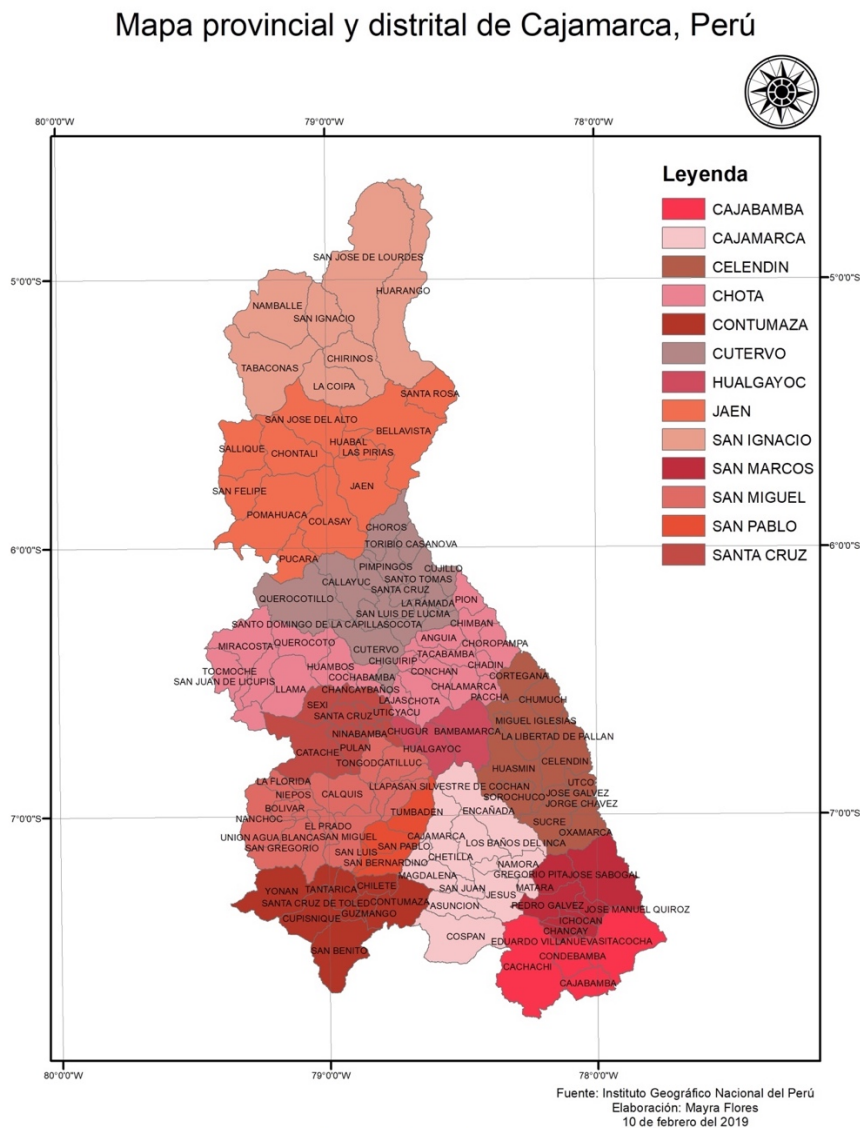 Mapa provincial y distrital de Cajamarca, Perú
80°0'0"W
79°0'0"W
78°0'0"W
Leyenda
CAJABAMBA
CAJAMARCA
CELENDIN
CHOTA
CONTUMAZA
CUTERVO
HUALGAYOC
JAEN
SAN IGNACIO
SAN MARCOS
SAN MIGUEL
SAN PABLO
SANTA CRUZ
5°0'0"S
5°0'0"S
6°0'0"S
6°0'0"S
7°0'0"S
7°0'0"S
SAN JOSE DE LOURDES
HUARANGO
NAMBALLE
SAN IGNACIO
CHIRINOS
TABACONAS
LA COIPA
SANTA ROSA
SAN JOSE DEL ALTO
BELLAVISTA
HUABAL
SALLIQUE
CHONTALI
LAS PIRIAS
JAEN
SAN FELIPE
POMAHUACA
COLASAY
CHOROS
TORIBIO CASANOVA
PUCARA
PIMPINGOS
CUJILLO
CALLAYUC
SANTO TOMAS
SANTA CRUZ
QUEROCOTILLO
LA RAMADA
PION
SAN LUIS DE LUCMA
SANTO DOMINGO DE LA CAPILLA
SOCOTA
CHIMBAN
ANGUIA
CHOROPAMPA
QUEROCOTO
MIRACOSTA
CUTERVO
TACABAMBA
CHIGUIRIP
CHADIN
HUAMBOS
TOCMOCHE
CONCHAN
CORTEGANA
COCHABAMBA
SAN JUAN DE LICUPIS
LLAMA
CHANCAYBAÑOS
CHALAMARCA
PACCHA
LAJAS
CHOTA
CHUMUCH
SEXI
UTICYACU
SANTA CRUZ
MIGUEL IGLESIAS
NINABAMBA
CHUGUR
BAMBAMARCA
LA LIBERTAD DE PALLAN
PULAN
HUALGAYOC
CATACHE
TONGOD
CATILLUC
CELENDIN
HUASMIN
LA FLORIDA
UTCO
LLAPA
SAN SILVESTRE DE COCHAN
NIEPOS
CALQUIS
SOROCHUCO
JOSE GALVEZ
JORGE CHAVEZ
BOLIVAR
TUMBADEN
ENCAÑADA
NANCHOC
SUCRE
EL PRADO
OXAMARCA
UNION AGUA BLANCA
SAN MIGUEL
CAJAMARCA
SAN GREGORIO
SAN PABLO
LOS BAÑOS DEL INCA
SAN LUIS
CHETILLA
SAN BERNARDINO
NAMORA
MAGDALENA
GREGORIO PITA
JOSE SABOGAL
YONAN
TANTARICA
CHILETE
SAN JUAN
MATARA
JESUS
SANTA CRUZ DE TOLED
CONTUMAZA
ASUNCION
PEDRO GALVEZ
JOSE MANUEL QUIROZ
CUPISNIQUE
GUZMANGO
ICHOCAN
CHANCAY
COSPAN
EDUARDO VILLANUEVA
SITACOCHA
SAN BENITO
CONDEBAMBA
CACHACHI
CAJABAMBA
80°0'0"W
79°0'0"W
78°0'0"W
Fuente: Instituto Geográfico Nacional del Perú
Elaboración: Mayra Flores
10 de febrero del 2019